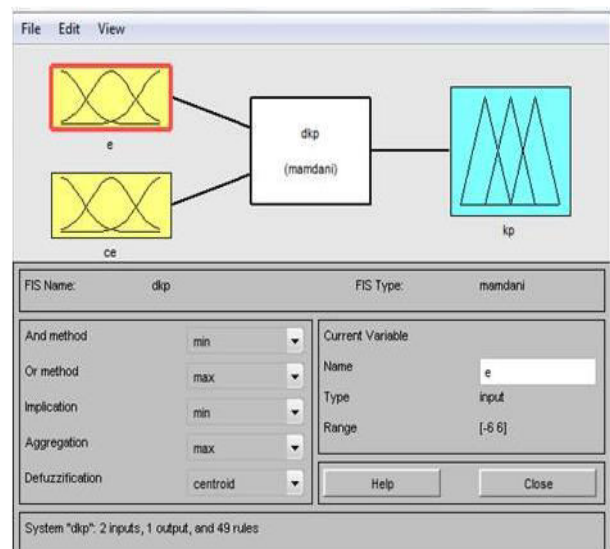 File Edit View
e
ce
dkp
(mamdani)
kp
FIS Name: dkp FIS Type: mamdani
And method min
Or method max
Implication min
Aggregation max
Defuzzification centroid
Current Variable
Name e
Type input
Range [-6 6]
Help Close
System "dkp": 2 inputs, 1 output, and 49 rules